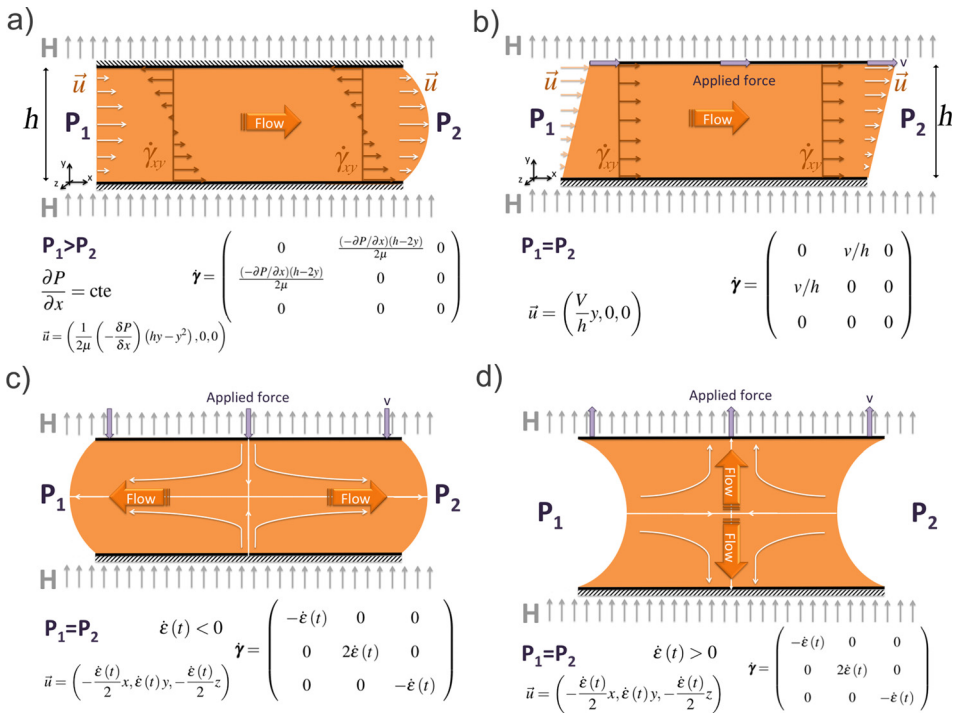 a)
H
u⃗
u⃗
h
P₁
Flow
P₂
γ̇xy
γ̇xy
y
x
z
H
P₁>P₂
∂P/∂x = cte
γ̇ = ( 0 (−∂P/∂x)(h−2y)/2μ 0
(−∂P/∂x)(h−2y)/2μ 0 0
0 0 0 )
u⃗ = (1/2μ (−δP/δx) (hy−y²),0,0)
b)
H
v
u⃗
Applied force
u⃗
P₁
Flow
P₂
h
γ̇xy
γ̇xy
y
x
z
H
P₁=P₂
γ̇ = ( 0 v/h 0
v/h 0 0
0 0 0 )
u⃗ = (V/h y,0,0)
c)
Applied force
v
H
P₁
Flow
Flow
P₂
H
P₁=P₂
ε̇(t) < 0
γ̇ = ( −ε̇(t) 0 0
0 2ε̇(t) 0
0 0 −ε̇(t) )
u⃗ = (−ε̇(t)/2 x, ε̇(t) y, −ε̇(t)/2 z)
d)
Applied force
v
H
Flow
P₁
P₂
Flow
H
P₁=P₂
ε̇(t) > 0
γ̇ = ( −ε̇(t) 0 0
0 2ε̇(t) 0
0 0 −ε̇(t) )
u⃗ = (−ε̇(t)/2 x, ε̇(t) y, −ε̇(t)/2 z)